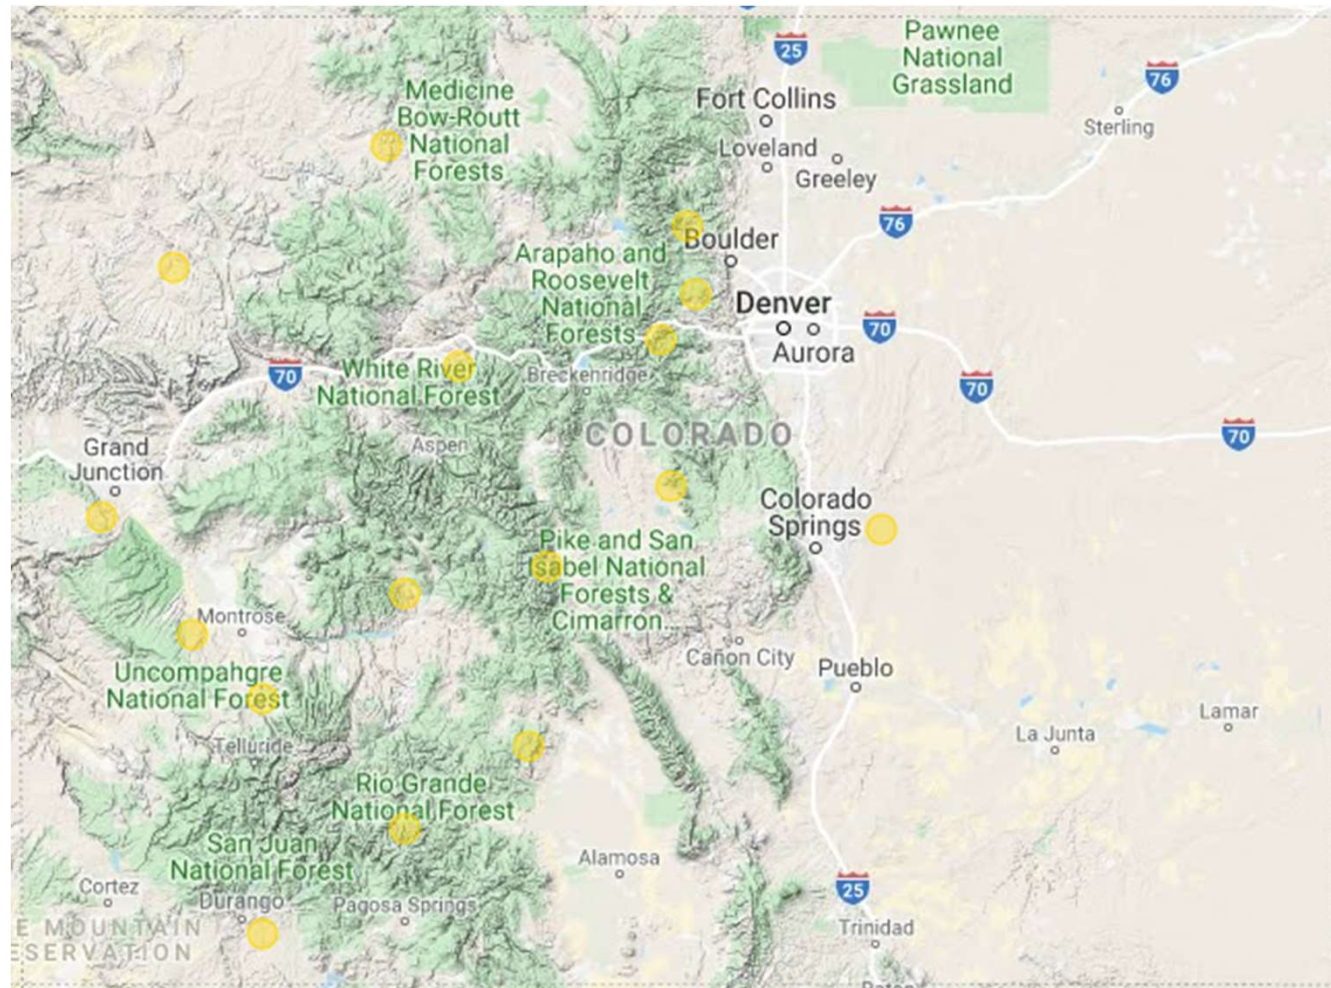 Pawnee
National
Grassland
25
76
Medicine
Bow-Routt
National
Forests
Fort Collins
Sterling
Loveland
Greeley
76
Boulder
Arapaho and
Roosevelt
National
Forests
Denver
70
Aurora
70
White River
National Forest
Breckenridge
70
COLORADO
70
Aspen
Grand
Junction
Colorado
Springs
Pike and San
Isabel National
Forests &
Cimarron...
Montrose
Cañon City
Pueblo
Uncompahgre
National Forest
Lamar
La Junta
Telluride
Rio Grande
National Forest
San Juan
National Forest
Alamosa
Cortez
Durango
Pagosa Springs
25
E MOUNTAIN
ESERVATION
Trinidad